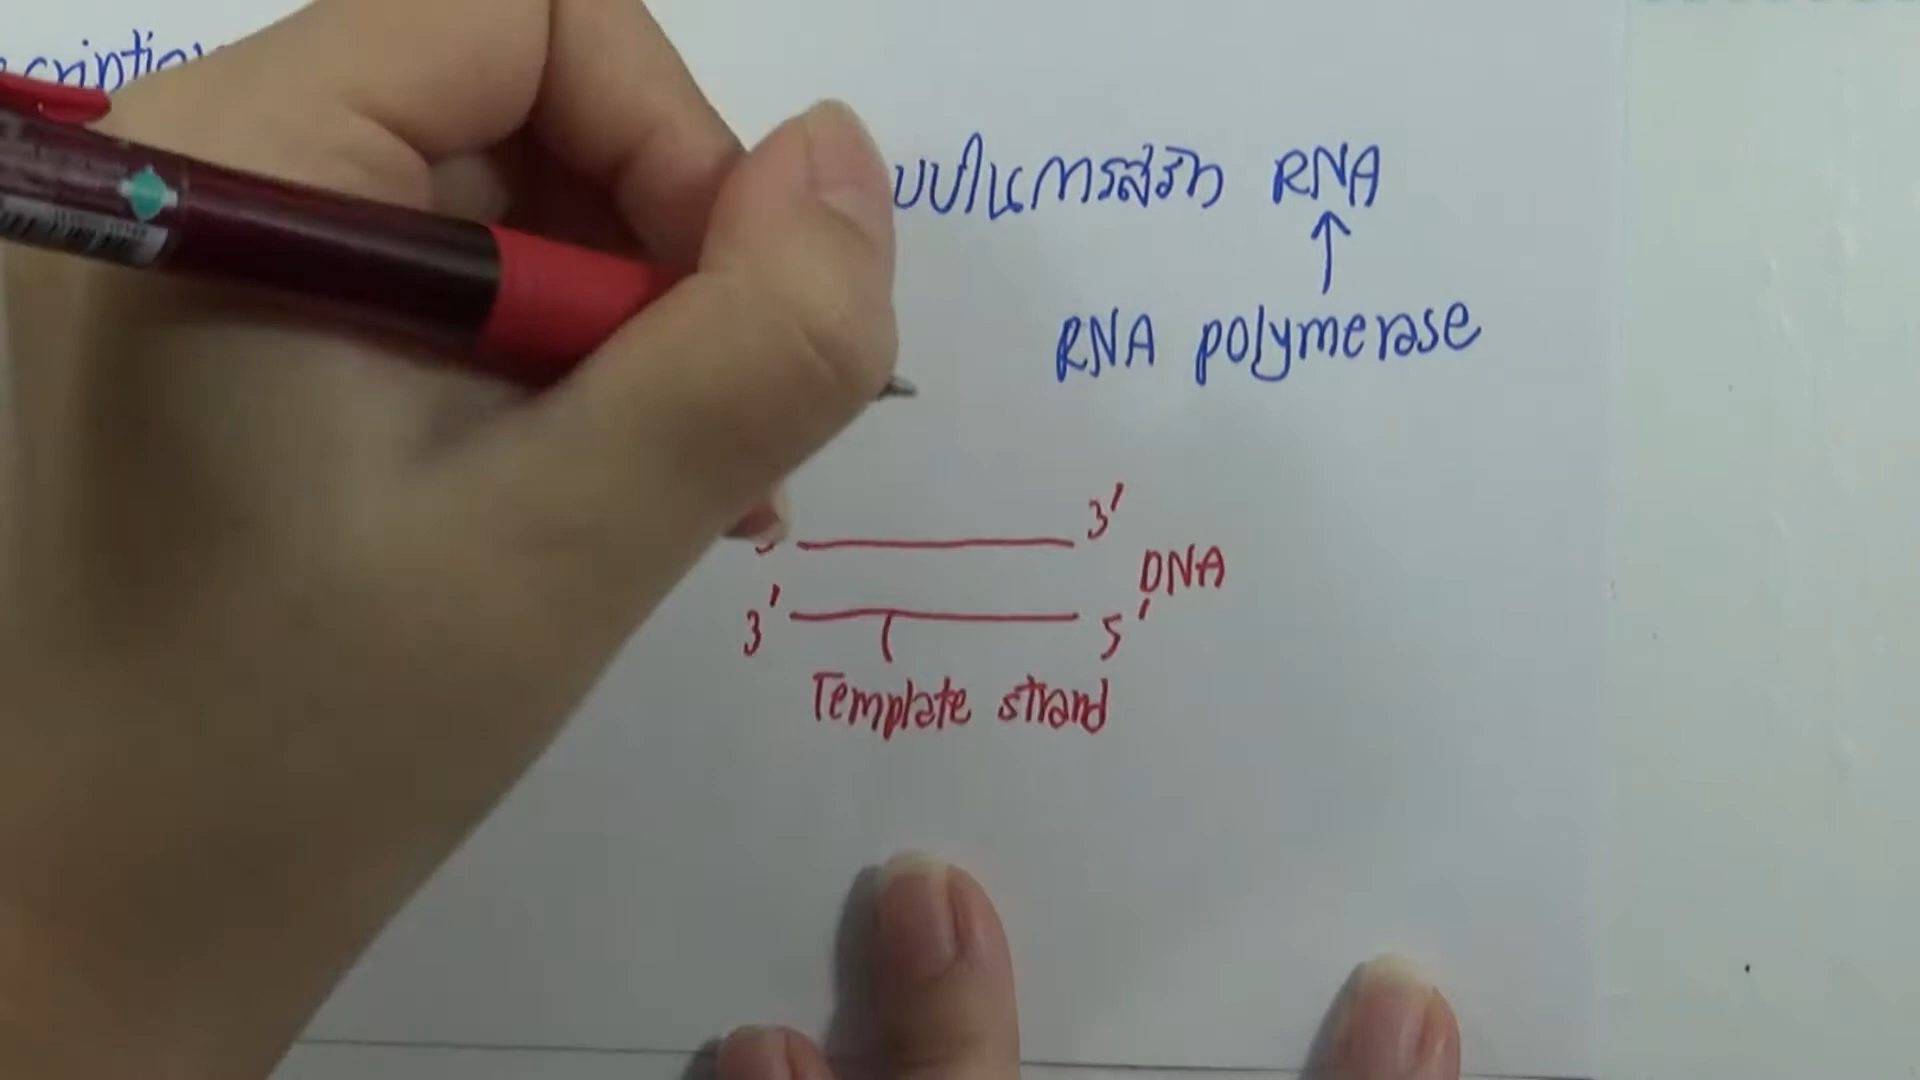 cription
บบในการสร้าง RNA
RNA polymerase
3'
DNA
3' 5'
Template strand